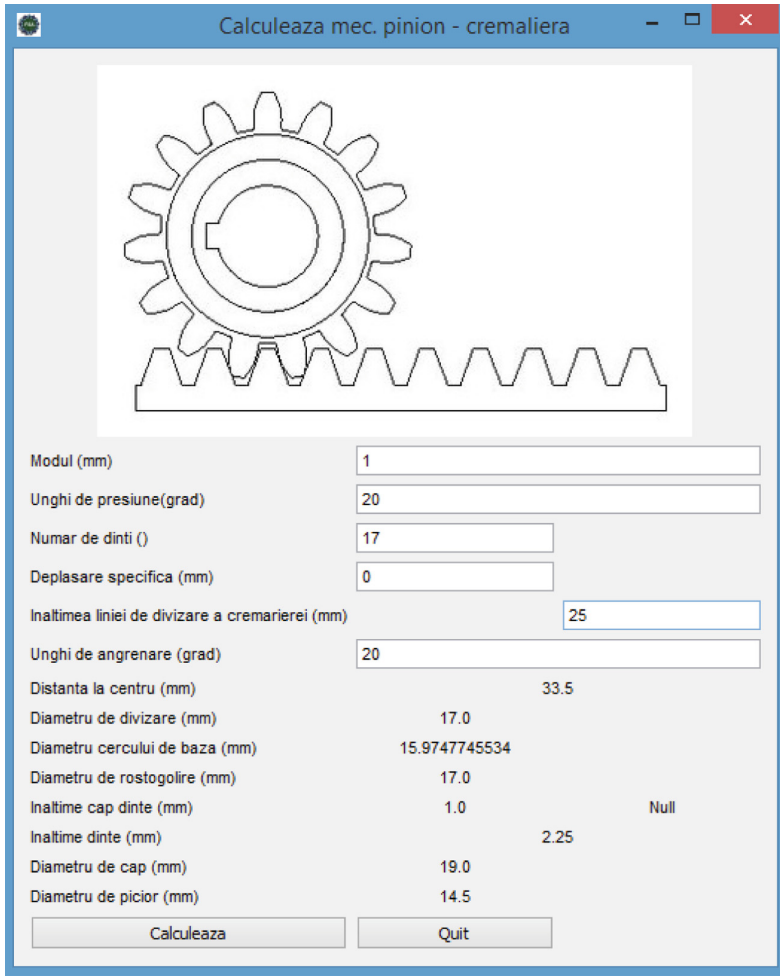 Calculeaza mec. pinion - cremaliera
Modul (mm) 1
Unghi de presiune(grad) 20
Numar de dinti () 17
Deplasare specifica (mm) 0
Inaltimea liniei de divizare a cremarierei (mm) 25
Unghi de angrenare (grad) 20
Distanta la centru (mm) 33.5
Diametru de divizare (mm) 17.0
Diametru cercului de baza (mm) 15.9747745534
Diametru de rostogolire (mm) 17.0
Inaltime cap dinte (mm) 1.0 Null
Inaltime dinte (mm) 2.25
Diametru de cap (mm) 19.0
Diametru de picior (mm) 14.5
Calculeaza Quit